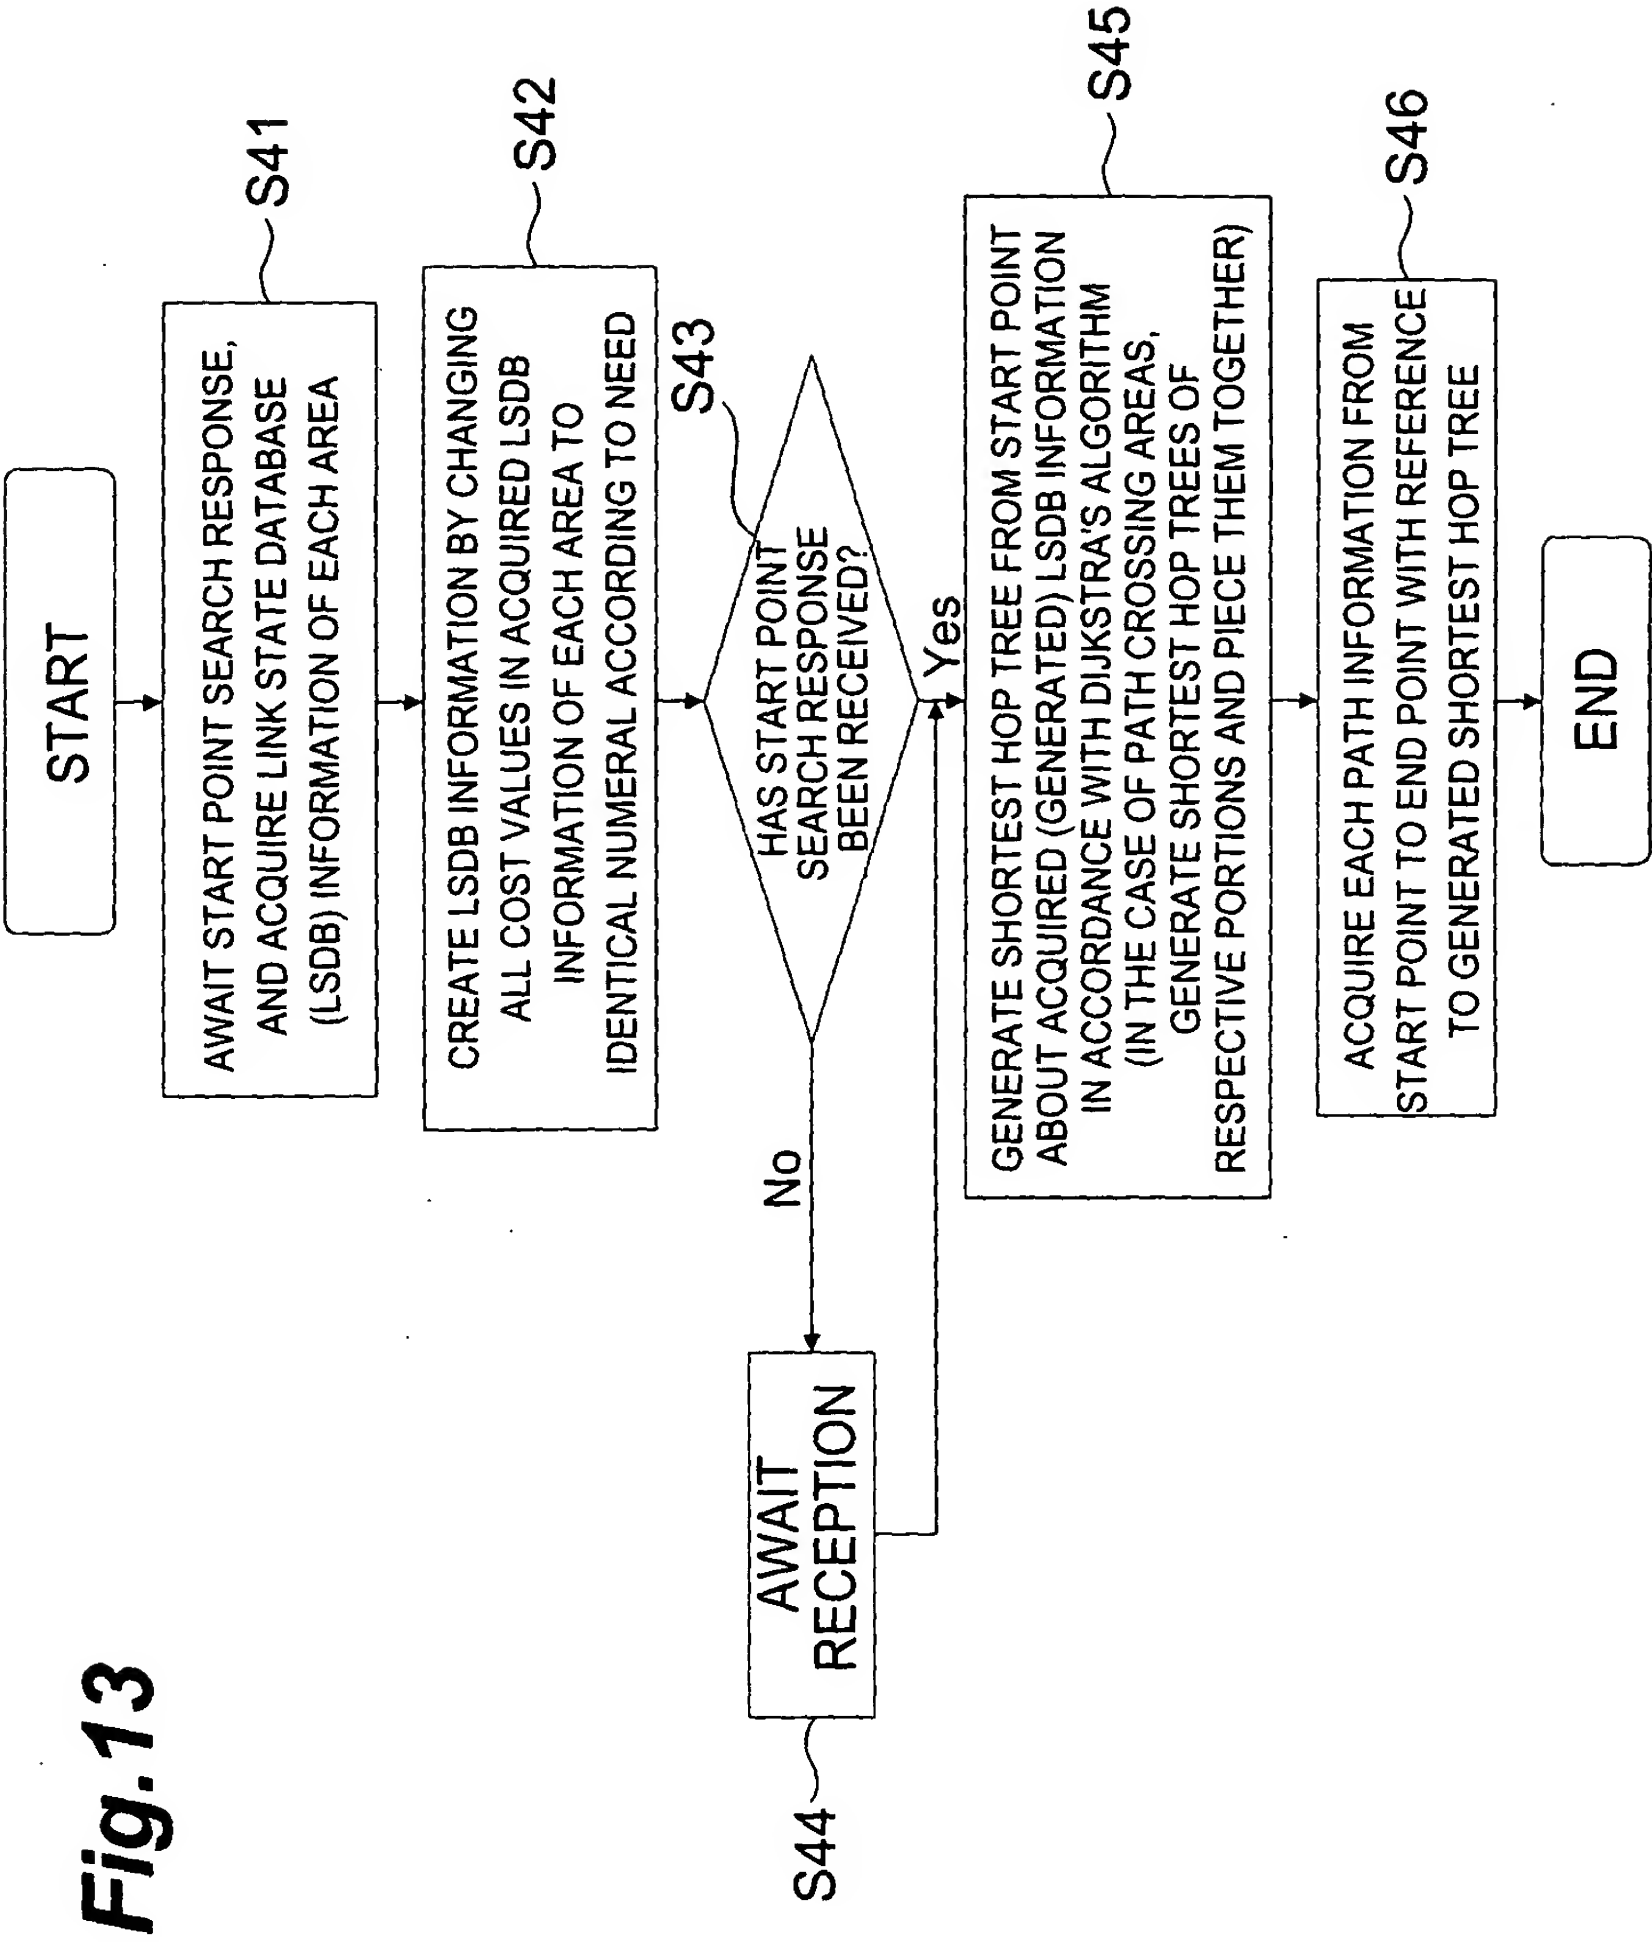 Fig.13
START
AWAIT START POINT SEARCH RESPONSE,
AND ACQUIRE LINK STATE DATABASE
(LSDB) INFORMATION OF EACH AREA
S41
CREATE LSDB INFORMATION BY CHANGING
ALL COST VALUES IN ACQUIRED LSDB
INFORMATION OF EACH AREA TO
IDENTICAL NUMERAL ACCORDING TO NEED
S42
S43
HAS START POINT
SEARCH RESPONSE
BEEN RECEIVED?
No
Yes
S44
AWAIT
RECEPTION
GENERATE SHORTEST HOP TREE FROM START POINT
ABOUT ACQUIRED (GENERATED) LSDB INFORMATION
IN ACCORDANCE WITH DIJKSTRA'S ALGORITHM
(IN THE CASE OF PATH CROSSING AREAS,
GENERATE SHORTEST HOP TREES OF
RESPECTIVE PORTIONS AND PIECE THEM TOGETHER)
S45
ACQUIRE EACH PATH INFORMATION FROM
START POINT TO END POINT WITH REFERENCE
TO GENERATED SHORTEST HOP TREE
S46
END